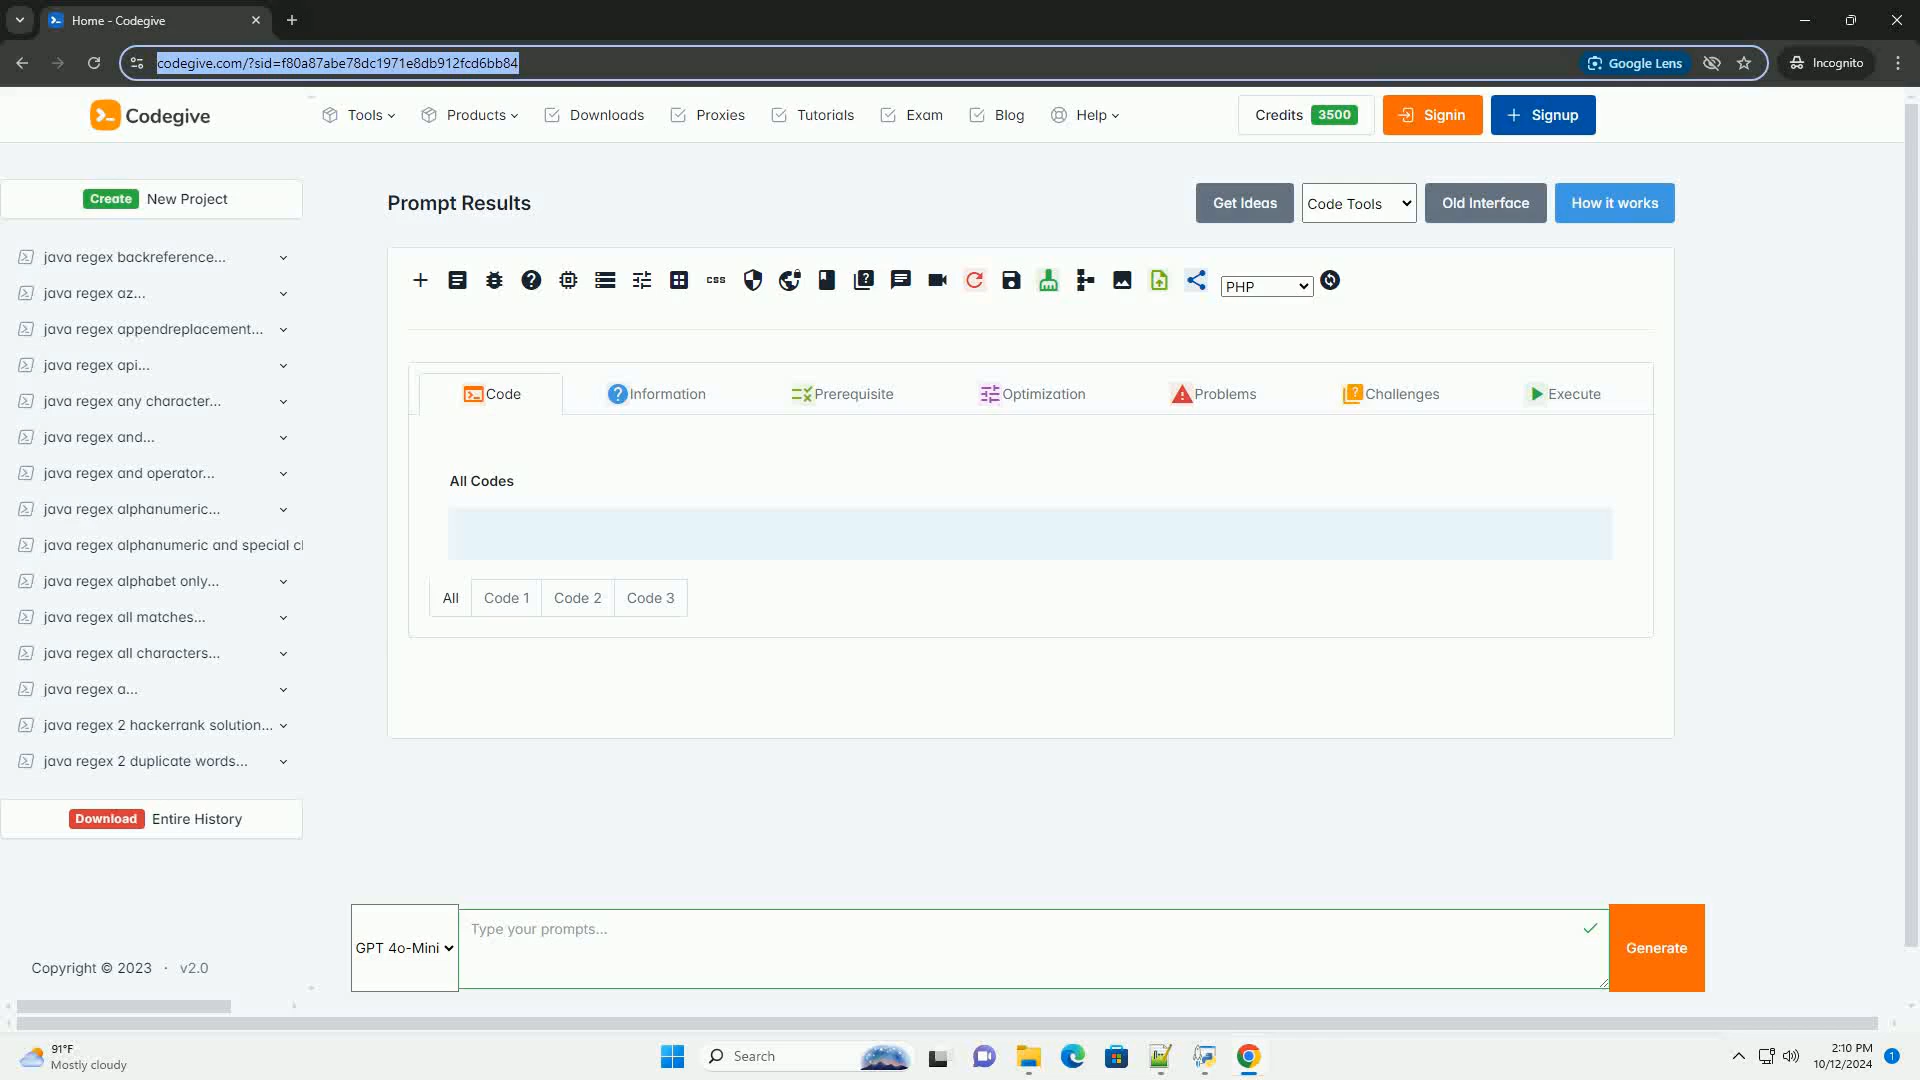 Home - Codegive
codegive.com/?sid=f80a87abe78dc1971e8db912fcd6bb84
Google Lens
Incognito
Codegive
Tools
Products
Downloads
Proxies
Tutorials
Exam
Blog
Help
Credits 3500
Signin
Signup
Create New Project
java regex backreference...
java regex az...
java regex appendreplacement...
java regex api...
java regex any character...
java regex and...
java regex and operator...
java regex alphanumeric...
java regex alphanumeric and special cl
java regex alphabet only...
java regex all matches...
java regex all characters...
java regex a...
java regex 2 hackerrank solution...
java regex 2 duplicate words...
Download Entire History
Copyright © 2023 · v2.0
Prompt Results
Get Ideas
Code Tools
Old Interface
How it works
css
PHP
Code
Information
Prerequisite
Optimization
Problems
Challenges
Execute
All Codes
All
Code 1
Code 2
Code 3
GPT 4o-Mini
Type your prompts...
Generate
91°F
Mostly cloudy
Search
2:10 PM
10/12/2024
1